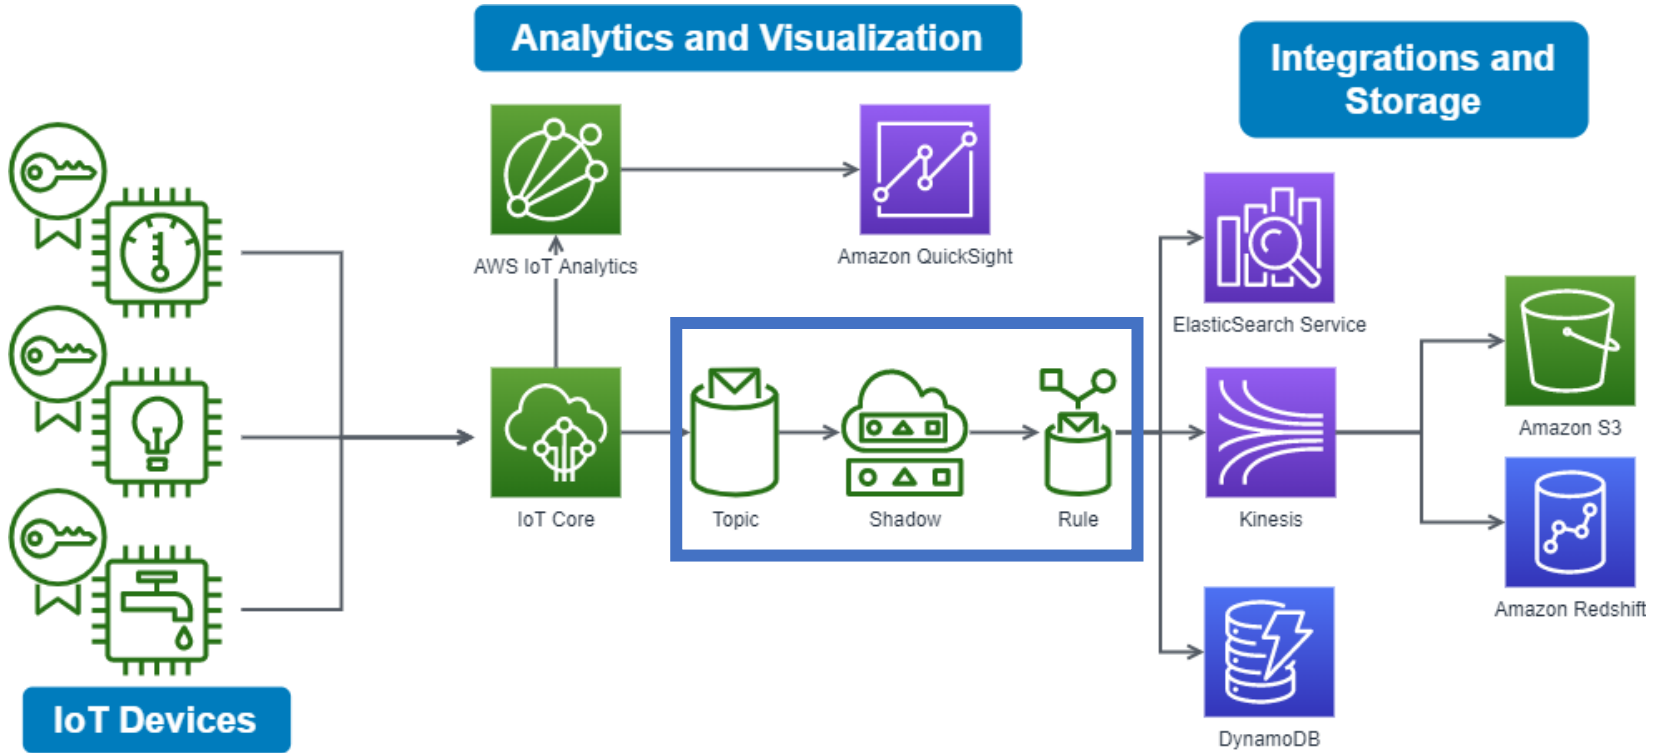 Analytics and Visualization
Integrations and
Storage
AWS IoT Analytics
Amazon QuickSight
ElasticSearch Service
IoT Core
Topic
Shadow
Rule
Kinesis
Amazon S3
Amazon Redshift
DynamoDB
IoT Devices